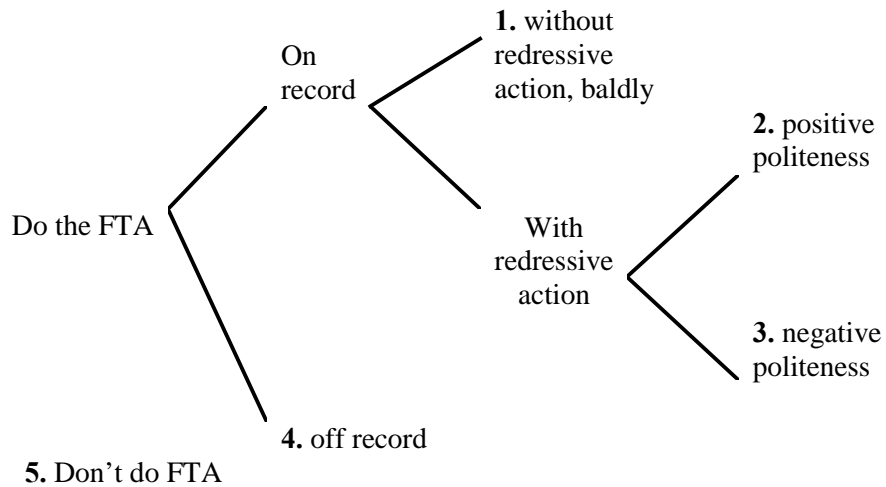 1. without
redressive
action, baldly
On
record
2. positive
politeness
Do the FTA
With
redressive
action
3. negative
politeness
4. off record
5. Don't do FTA